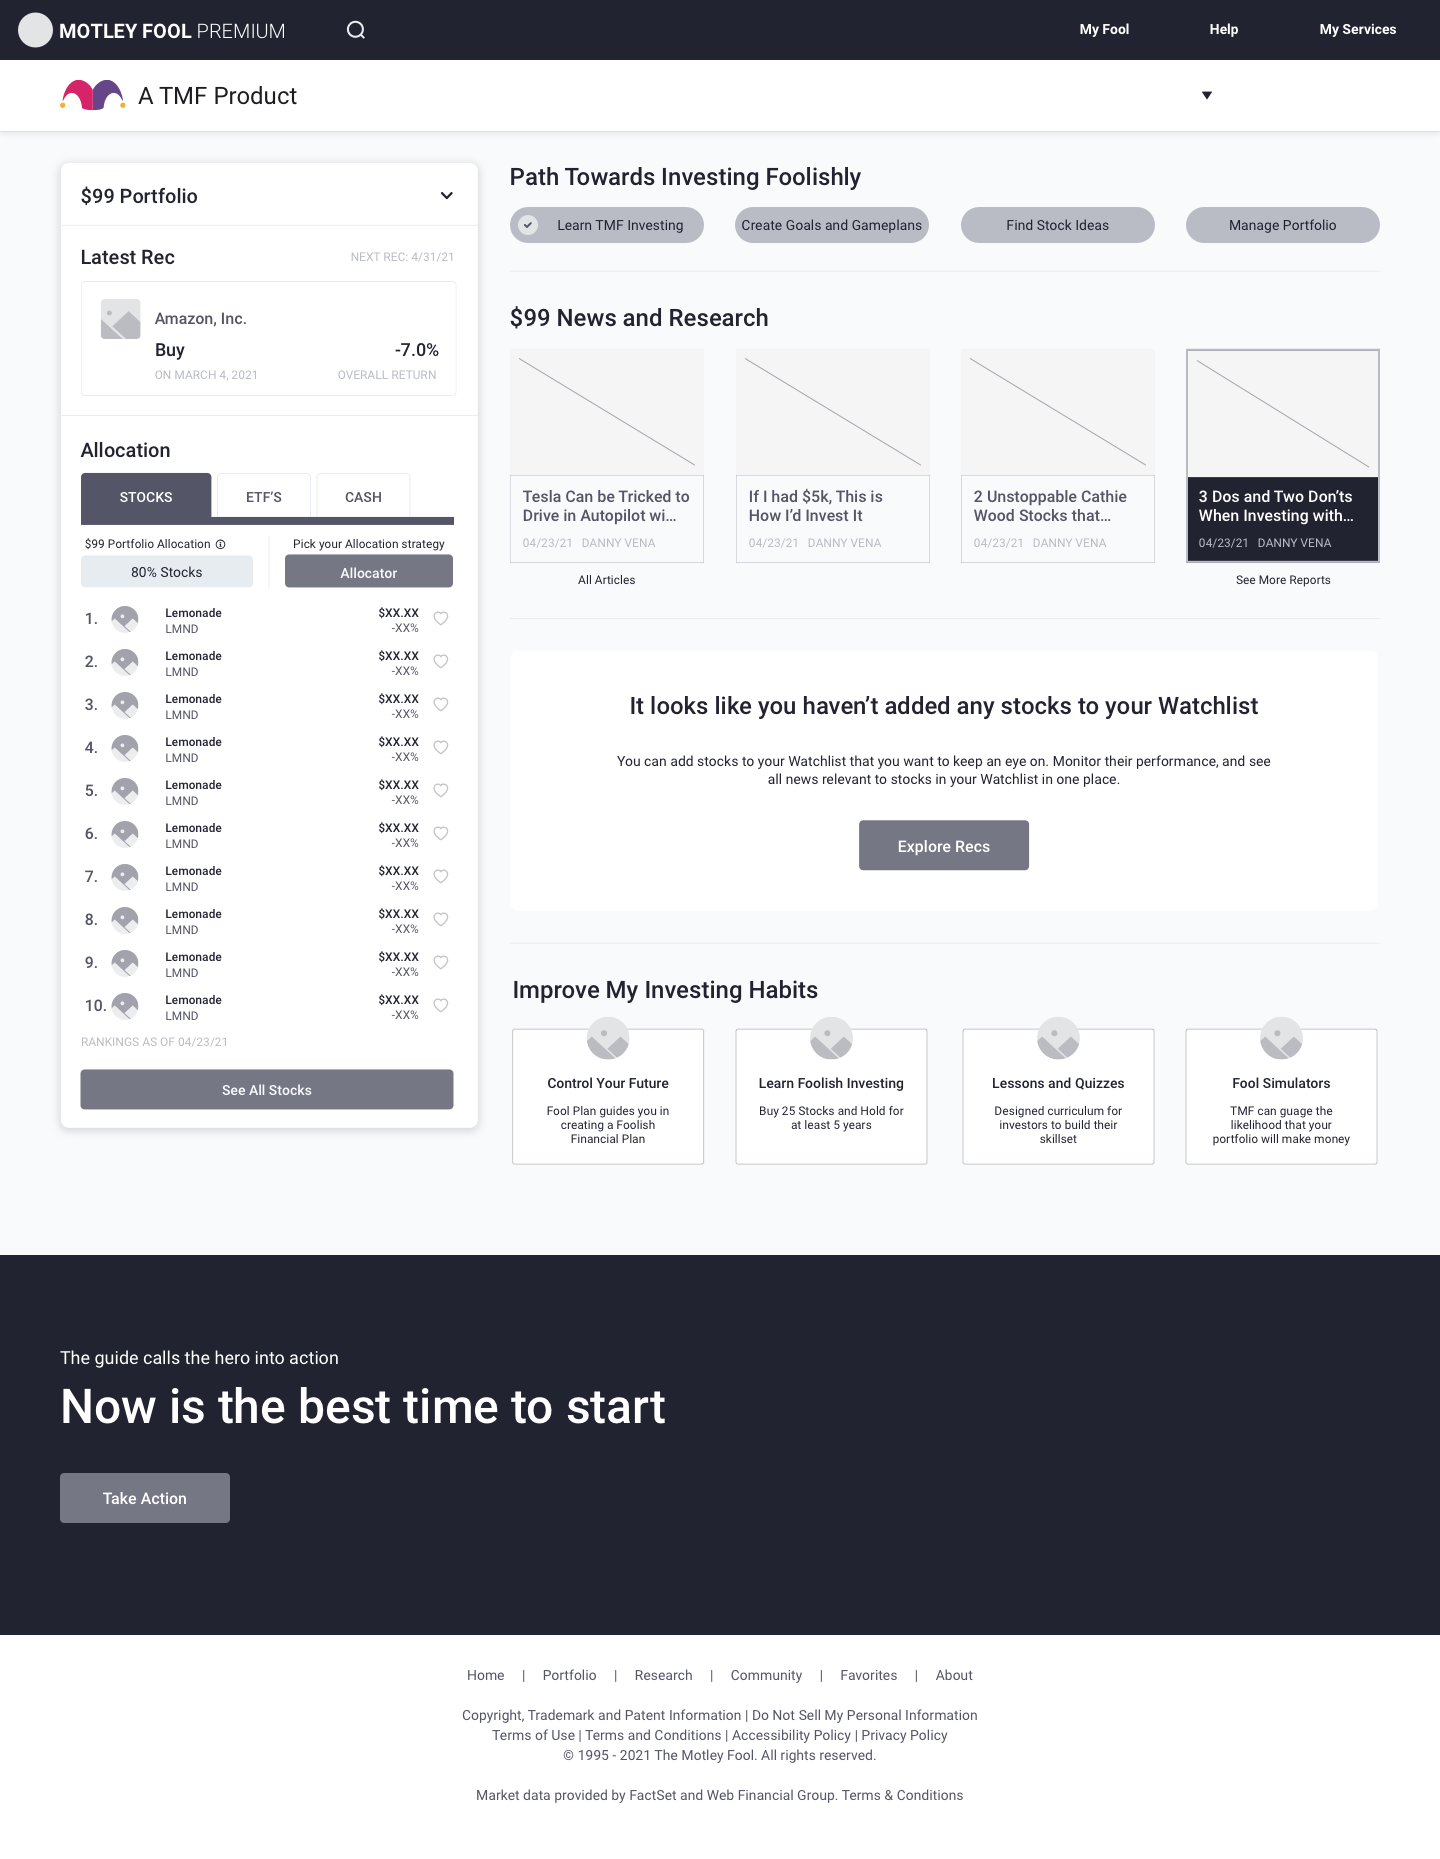 MOTLEY FOOL PREMIUM
My Fool
Help
My Services
A TMF Product
$99 Portfolio
Latest Rec
NEXT REC: 4/31/21
Amazon, Inc.
Buy
-7.0%
ON MARCH 4, 2021
OVERALL RETURN
Allocation
STOCKS
ETF'S
CASH
$99 Portfolio Allocation
Pick your Allocation strategy
80% Stocks
Allocator
1.
Lemonade
$XX.XX
LMND
-XX%
2.
Lemonade
$XX.XX
LMND
-XX%
3.
Lemonade
$XX.XX
LMND
-XX%
4.
Lemonade
$XX.XX
LMND
-XX%
5.
Lemonade
$XX.XX
LMND
-XX%
6.
Lemonade
$XX.XX
LMND
-XX%
7.
Lemonade
$XX.XX
LMND
-XX%
8.
Lemonade
$XX.XX
LMND
-XX%
9.
Lemonade
$XX.XX
LMND
-XX%
10.
Lemonade
$XX.XX
LMND
-XX%
RANKINGS AS OF 04/23/21
See All Stocks
Path Towards Investing Foolishly
Learn TMF Investing
Create Goals and Gameplans
Find Stock Ideas
Manage Portfolio
$99 News and Research
Tesla Can be Tricked to
Drive in Autopilot wi...
04/23/21 DANNY VENA
If I had $5k, This is
How I’d Invest It
04/23/21 DANNY VENA
2 Unstoppable Cathie
Wood Stocks that...
04/23/21 DANNY VENA
3 Dos and Two Don’ts
When Investing with...
04/23/21 DANNY VENA
All Articles
See More Reports
It looks like you haven’t added any stocks to your Watchlist
You can add stocks to your Watchlist that you want to keep an eye on. Monitor their performance, and see
all news relevant to stocks in your Watchlist in one place.
Explore Recs
Improve My Investing Habits
Control Your Future
Fool Plan guides you in
creating a Foolish
Financial Plan
Learn Foolish Investing
Buy 25 Stocks and Hold for
at least 5 years
Lessons and Quizzes
Designed curriculum for
investors to build their
skillset
Fool Simulators
TMF can guage the
likelihood that your
portfolio will make money
The guide calls the hero into action
Now is the best time to start
Take Action
Home | Portfolio | Research | Community | Favorites | About
Copyright, Trademark and Patent Information | Do Not Sell My Personal Information
Terms of Use | Terms and Conditions | Accessibility Policy | Privacy Policy
© 1995 - 2021 The Motley Fool. All rights reserved.
Market data provided by FactSet and Web Financial Group. Terms & Conditions